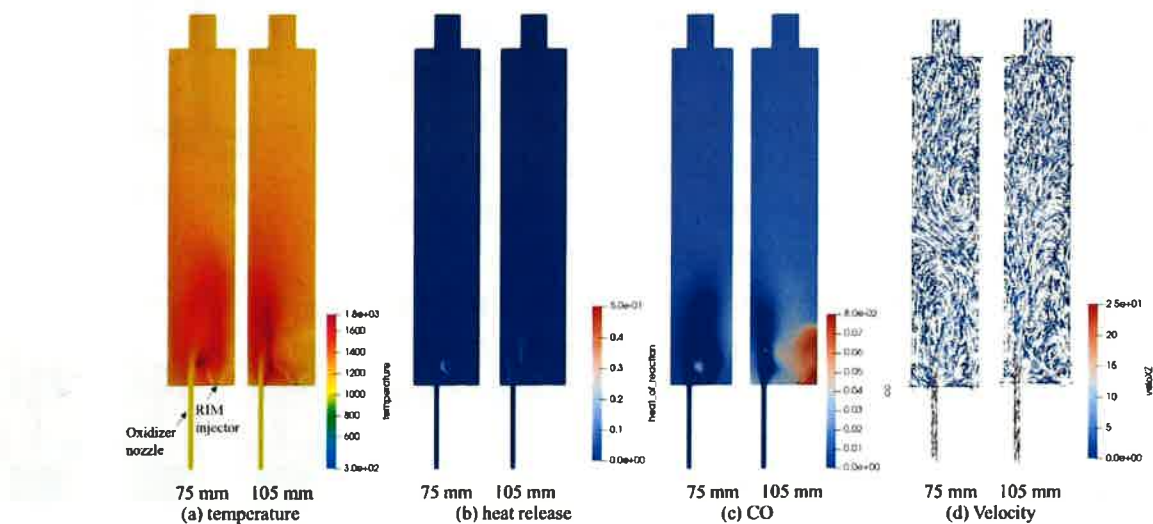 1.8e+03
1600
1400
1200
1000
800
600
3.0e+02
temperature
Oxidizer
nozzle
RIM
injector
75 mm 105 mm
(a) temperature
5.0e-01
0.4
0.3
0.2
0.1
0.0e+00
heat_of_reaction
75 mm 105 mm
(b) heat release
8.0e-02
0.07
0.06
0.05
0.04
0.03
0.02
0.01
0.0e+00
CO
75 mm 105 mm
(c) CO
2.5e+01
20
15
10
5
0.0e+00
veloXZ
75 mm 105 mm
(d) Velocity